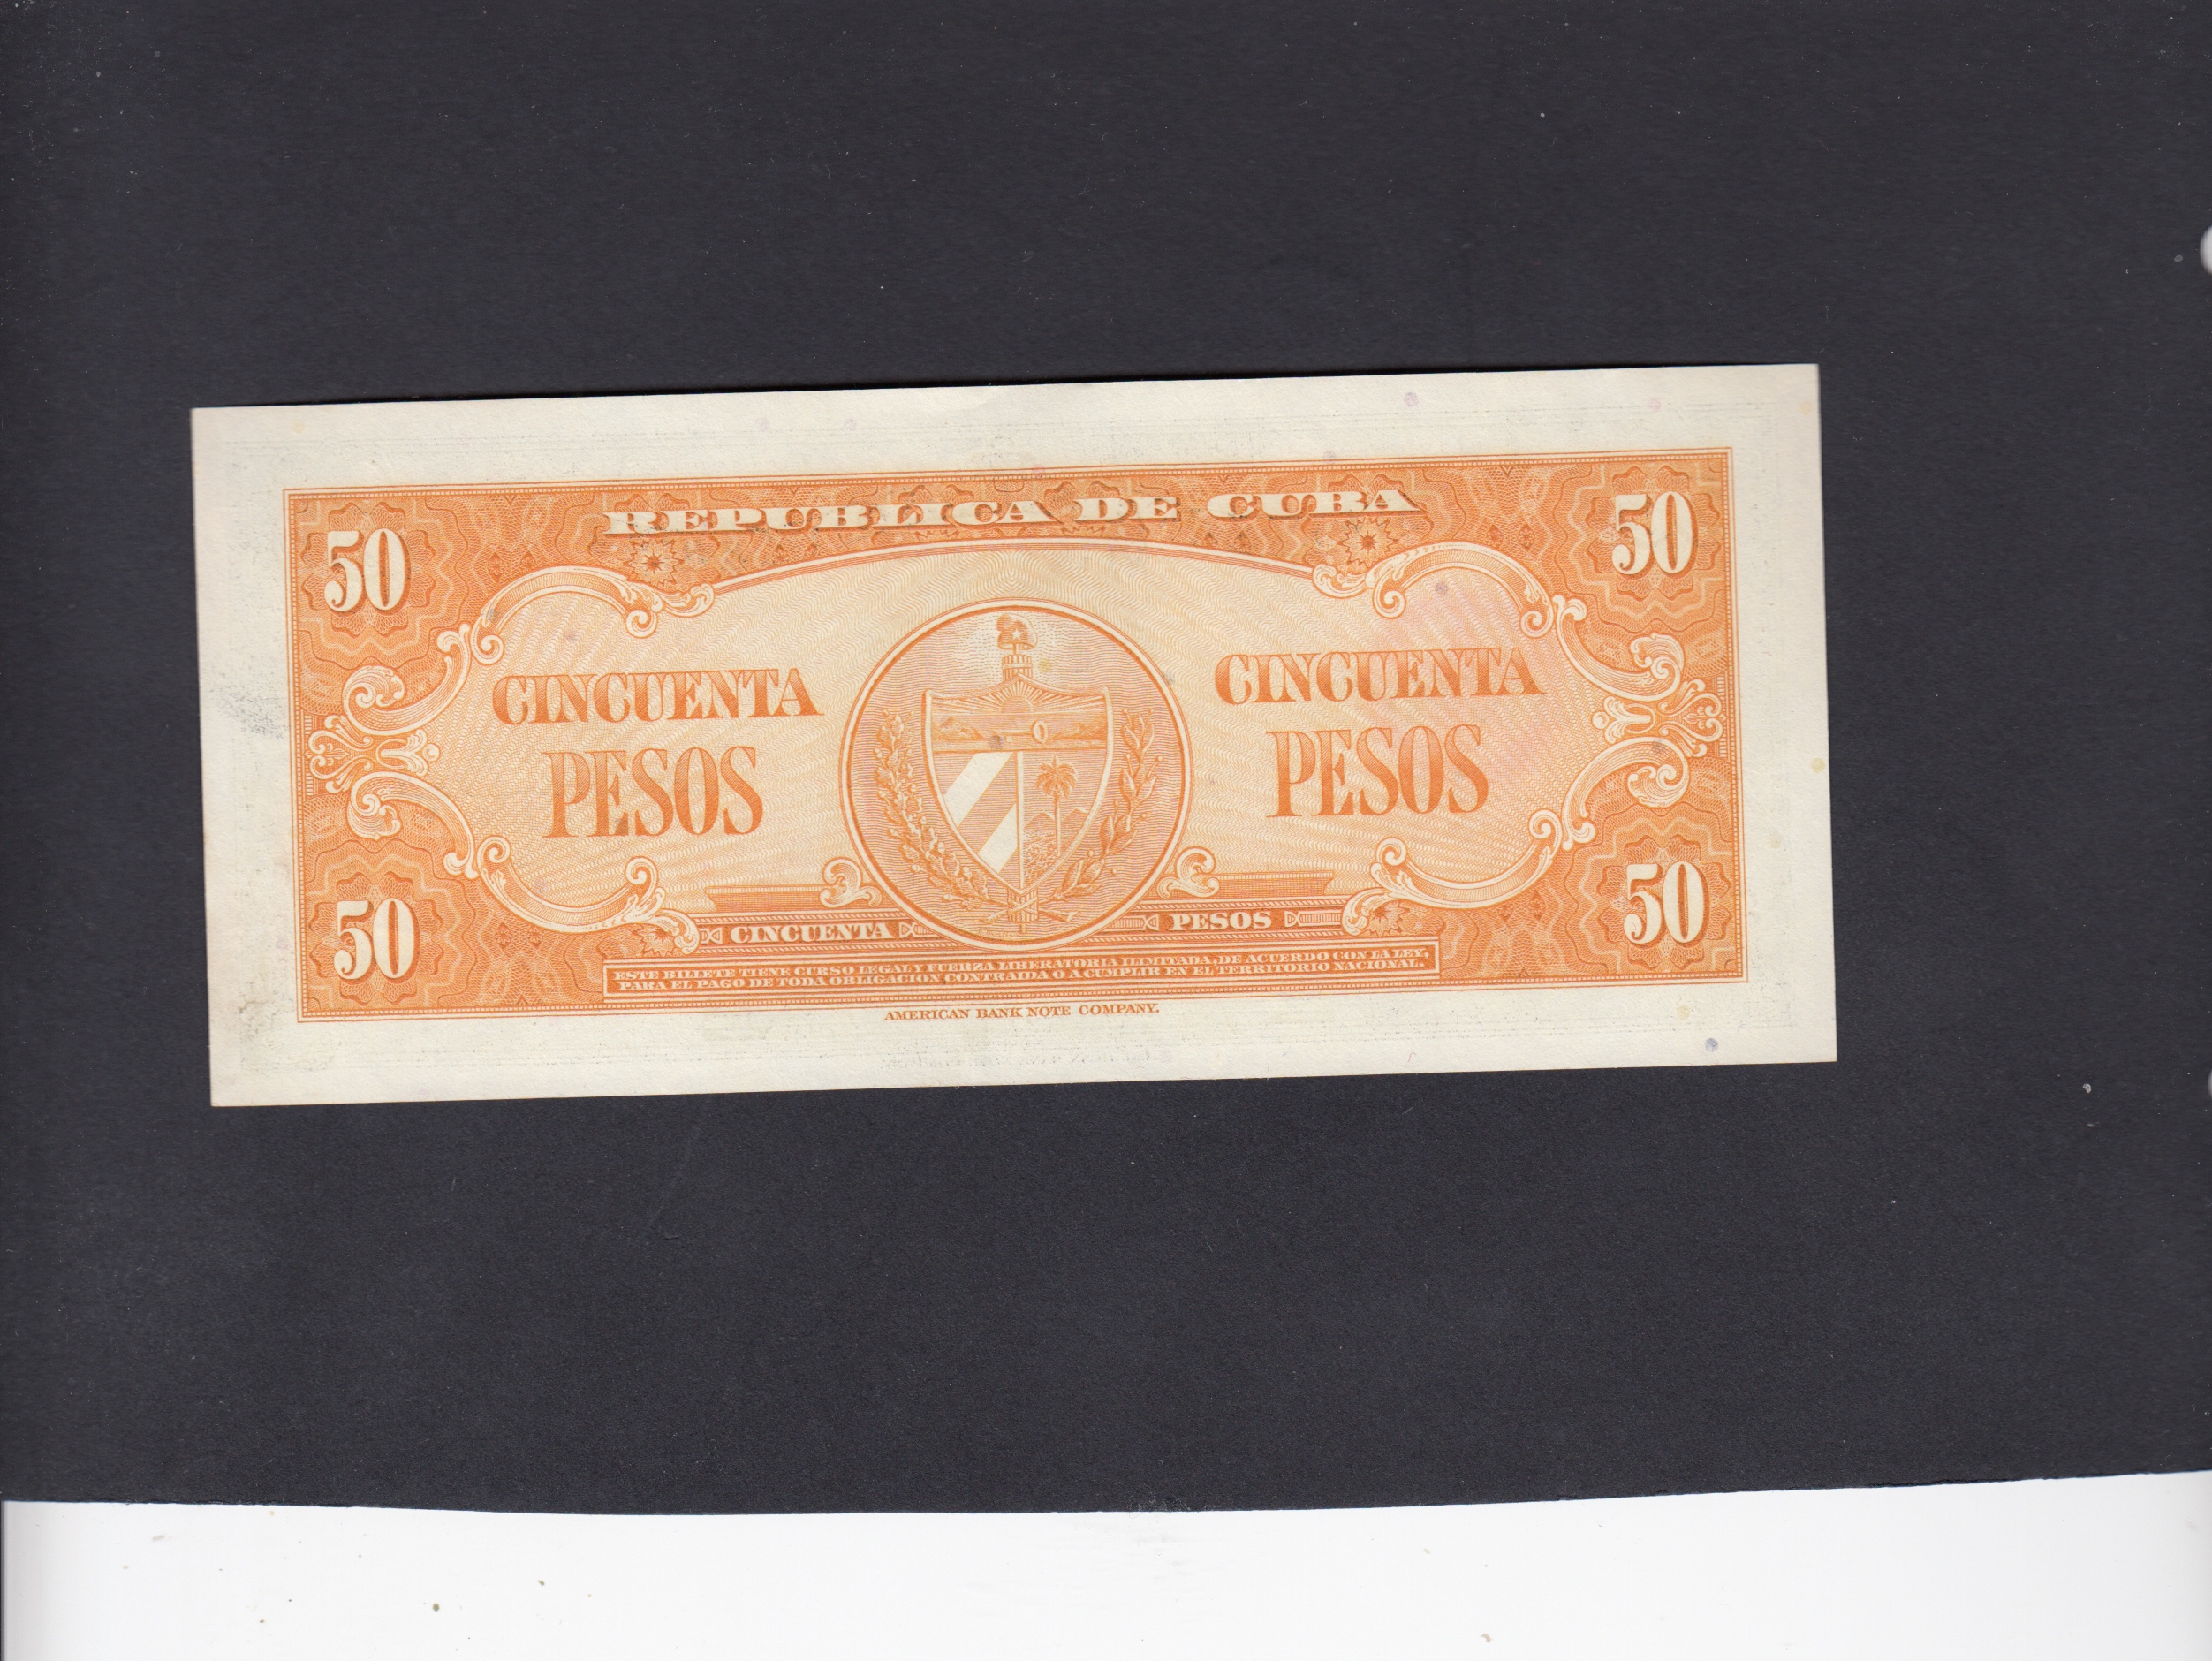 REPUBLICA DE CUBA
50
50
CINCUENTA
PESOS
CINCUENTA
PESOS
50
50
CINCUENTA
PESOS
ESTE BILLETE TIENE CURSO LEGAL Y FUERZA LIBERATORIA ILIMITADA, DE ACUERDO CON LA LEY,
PARA EL PAGO DE TODA OBLIGACION CONTRAIDA O A CUMPLIR EN EL TERRITORIO NACIONAL.
AMERICAN BANK NOTE COMPANY.